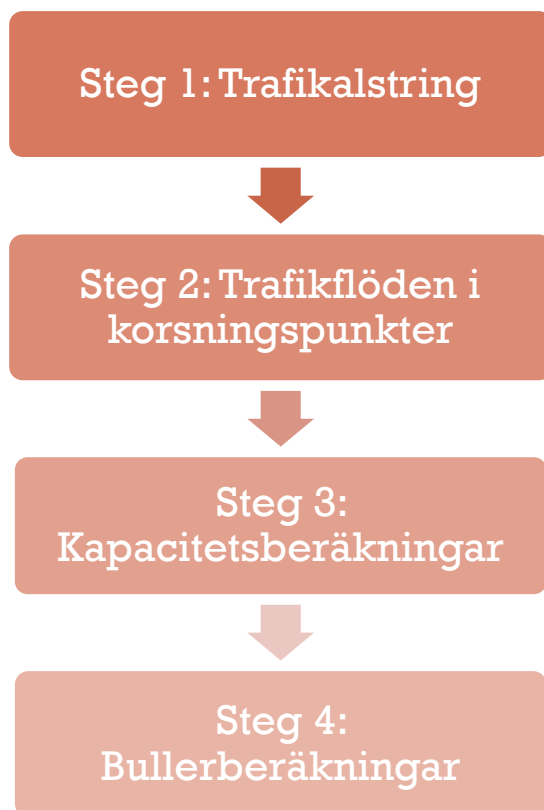 Steg 1: Trafikalstring
Steg 2: Trafikflöden i
korsningspunkter
Steg 3:
Kapacitetsberäkningar
Steg 4:
Bullerberäkningar